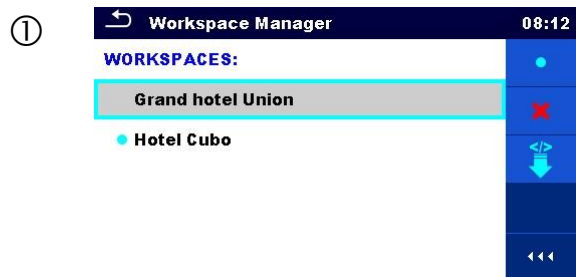 ①
Workspace Manager 08:12
WORKSPACES:
Grand hotel Union
Hotel Cubo
</>